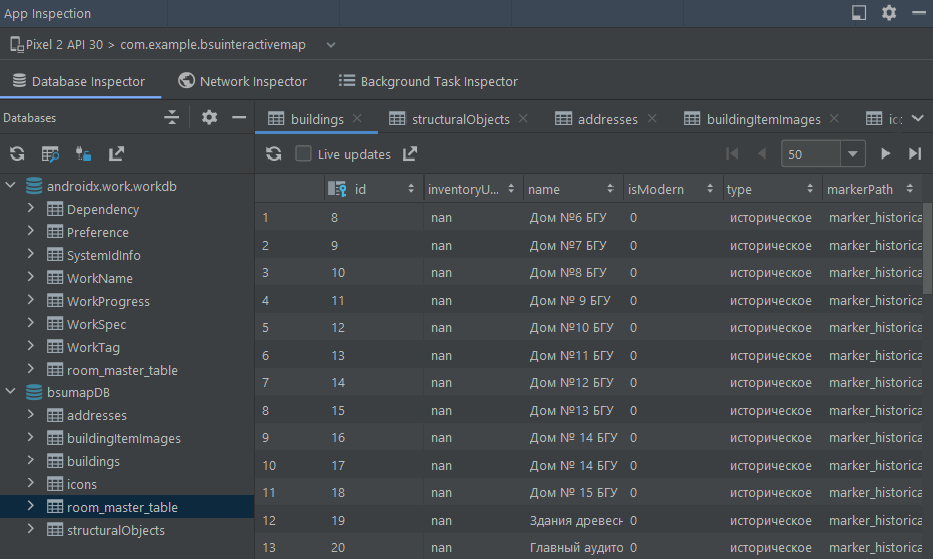 App Inspection
Pixel 2 API 30 > com.example.bsuinteractivemap
Database Inspector Network Inspector Background Task Inspector
Databases
buildings structuralObjects addresses buildingItemImages ic
Live updates 50
androidx.work.workdb
Dependency
Preference
SystemIdInfo
WorkName
WorkProgress
WorkSpec
WorkTag
room_master_table
bsumapDB
addresses
buildingItemImages
buildings
icons
room_master_table
structuralObjects
id inventoryU... name isModern type markerPath
1 8 nan Дом №6 БГУ 0 историческое marker_historica
2 9 nan Дом №7 БГУ 0 историческое marker_historica
3 10 nan Дом №8 БГУ 0 историческое marker_historica
4 11 nan Дом № 9 БГУ 0 историческое marker_historica
5 12 nan Дом №10 БГУ 0 историческое marker_historica
6 13 nan Дом №11 БГУ 0 историческое marker_historica
7 14 nan Дом №12 БГУ 0 историческое marker_historica
8 15 nan Дом №13 БГУ 0 историческое marker_historica
9 16 nan Дом № 14 БГУ 0 историческое marker_historica
10 17 nan Дом № 14 БГУ 0 историческое marker_historica
11 18 nan Дом № 15 БГУ 0 историческое marker_historica
12 19 nan Здания древесн 0 историческое marker_historica
13 20 nan Главный аудито 0 историческое marker_historica